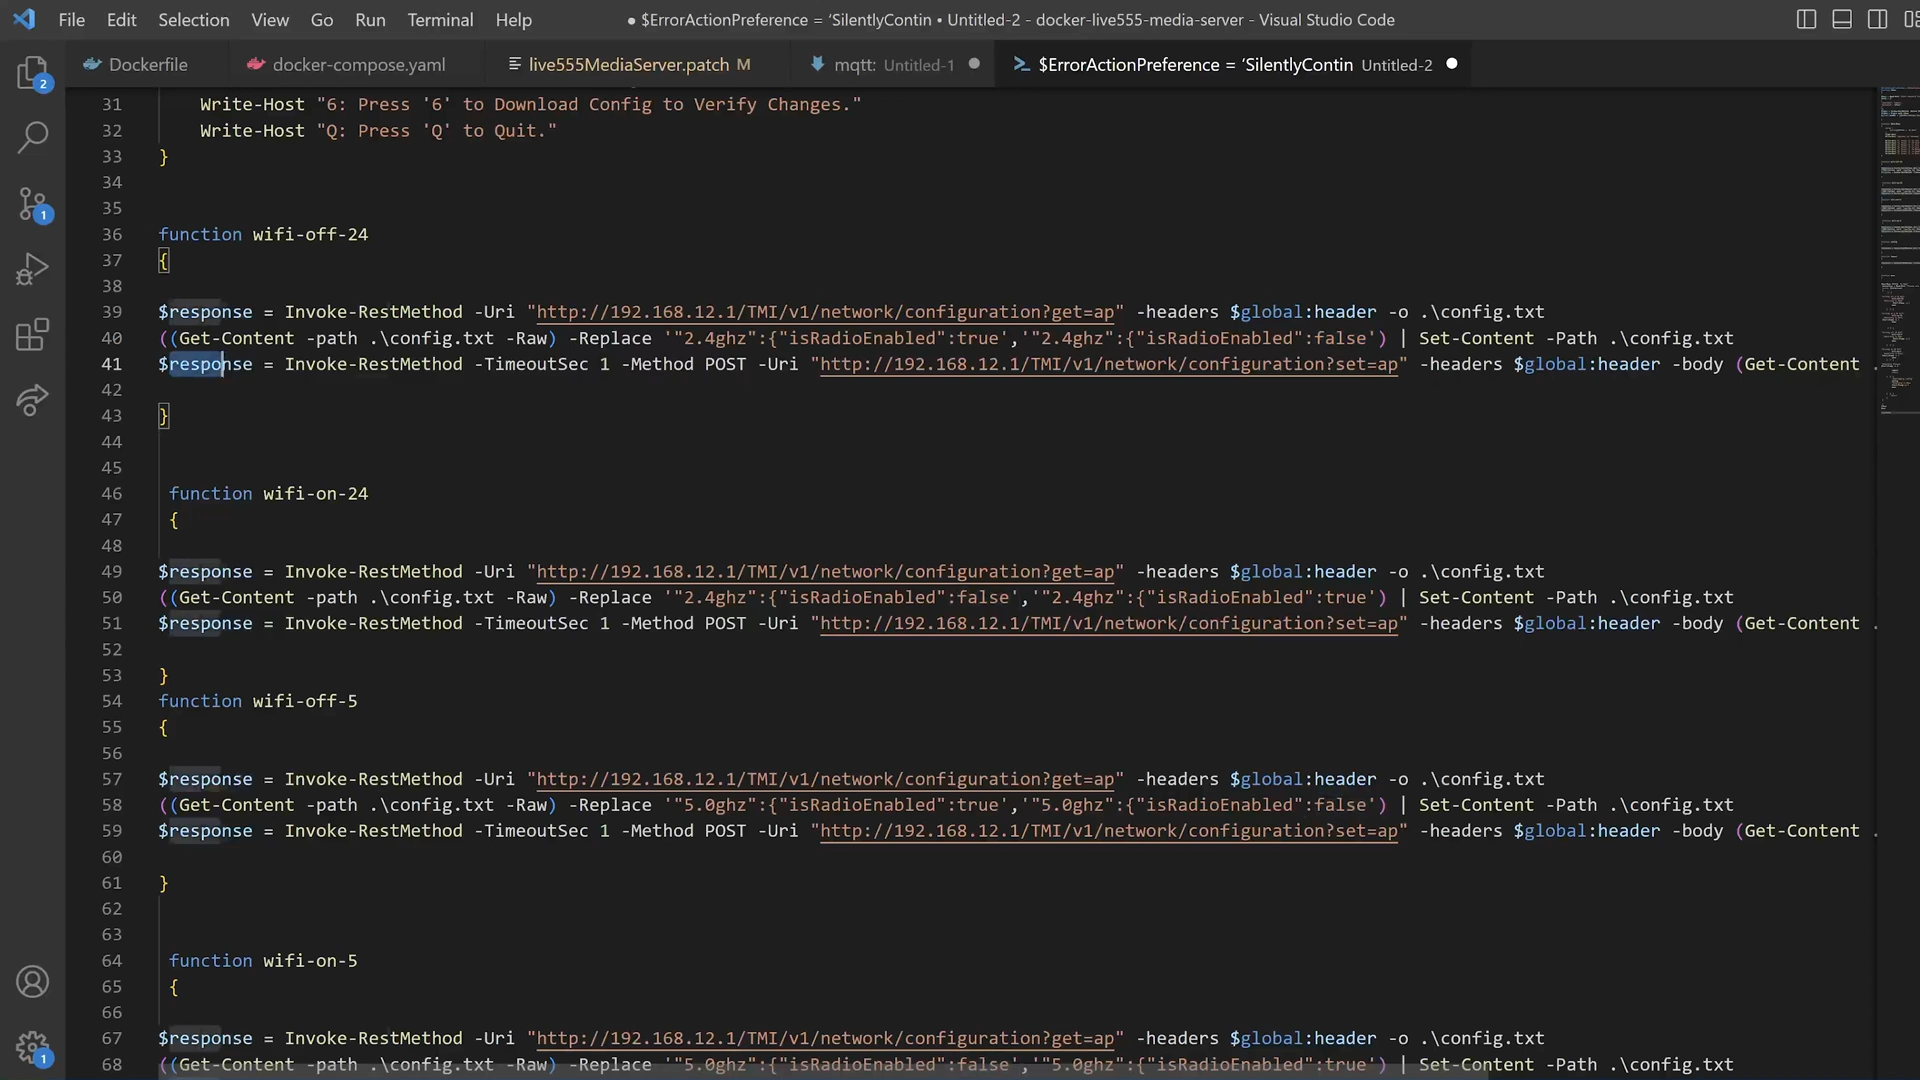 File Edit Selection View Go Run Terminal Help
● $ErrorActionPreference = ‘SilentlyContin • Untitled-2 - docker-live555-media-server - Visual Studio Code
Dockerfile docker-compose.yaml live555MediaServer.patch M mqtt: Untitled-1 $ErrorActionPreference = ‘SilentlyContin Untitled-2
2
1
1
31 Write-Host "6: Press '6' to Download Config to Verify Changes."
32 Write-Host "Q: Press 'Q' to Quit."
33 }
34
35
36 function wifi-off-24
37 {
38
39 $response = Invoke-RestMethod -Uri "http://192.168.12.1/TMI/v1/network/configuration?get=ap" -headers $global:header -o .\config.txt
40 ((Get-Content -path .\config.txt -Raw) -Replace '"2.4ghz":{"isRadioEnabled":true','"2.4ghz":{"isRadioEnabled":false') | Set-Content -Path .\config.txt
41 $response = Invoke-RestMethod -TimeoutSec 1 -Method POST -Uri "http://192.168.12.1/TMI/v1/network/configuration?set=ap" -headers $global:header -body (Get-Content .
42
43 }
44
45
46 function wifi-on-24
47 {
48
49 $response = Invoke-RestMethod -Uri "http://192.168.12.1/TMI/v1/network/configuration?get=ap" -headers $global:header -o .\config.txt
50 ((Get-Content -path .\config.txt -Raw) -Replace '"2.4ghz":{"isRadioEnabled":false','"2.4ghz":{"isRadioEnabled":true') | Set-Content -Path .\config.txt
51 $response = Invoke-RestMethod -TimeoutSec 1 -Method POST -Uri "http://192.168.12.1/TMI/v1/network/configuration?set=ap" -headers $global:header -body (Get-Content .
52
53 }
54 function wifi-off-5
55 {
56
57 $response = Invoke-RestMethod -Uri "http://192.168.12.1/TMI/v1/network/configuration?get=ap" -headers $global:header -o .\config.txt
58 ((Get-Content -path .\config.txt -Raw) -Replace '"5.0ghz":{"isRadioEnabled":true','"5.0ghz":{"isRadioEnabled":false') | Set-Content -Path .\config.txt
59 $response = Invoke-RestMethod -TimeoutSec 1 -Method POST -Uri "http://192.168.12.1/TMI/v1/network/configuration?set=ap" -headers $global:header -body (Get-Content .
60
61 }
62
63
64 function wifi-on-5
65 {
66
67 $response = Invoke-RestMethod -Uri "http://192.168.12.1/TMI/v1/network/configuration?get=ap" -headers $global:header -o .\config.txt
68 ((Get-Content -path .\config.txt -Raw) -Replace '"5.0ghz":{"isRadioEnabled":false','"5.0ghz":{"isRadioEnabled":true') | Set-Content -Path .\config.txt